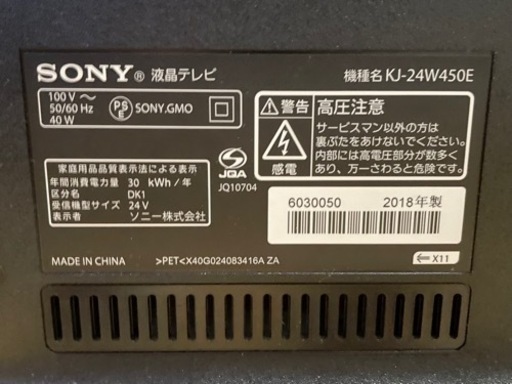 SONY® 液晶テレビ
機種名 KJ-24W450E
100 V～
50/60 Hz
40 W
PS
E
SONY.GMO
警告
高圧注意
サービスマン以外の方は
裏ぶたをあけないでください。
内部には高電圧部分が数多く
あり、万一さわると危険です。
感電
家庭用品品質表示法による表示
年間消費電力量 30 kWh/年
区分名 DK1
受信機型サイズ 24 V
表示者 ソニー株式会社
JQA
JQ10704
6030050 2018年製
MADE IN CHINA
>PET< X40G024083416A ZA
X11